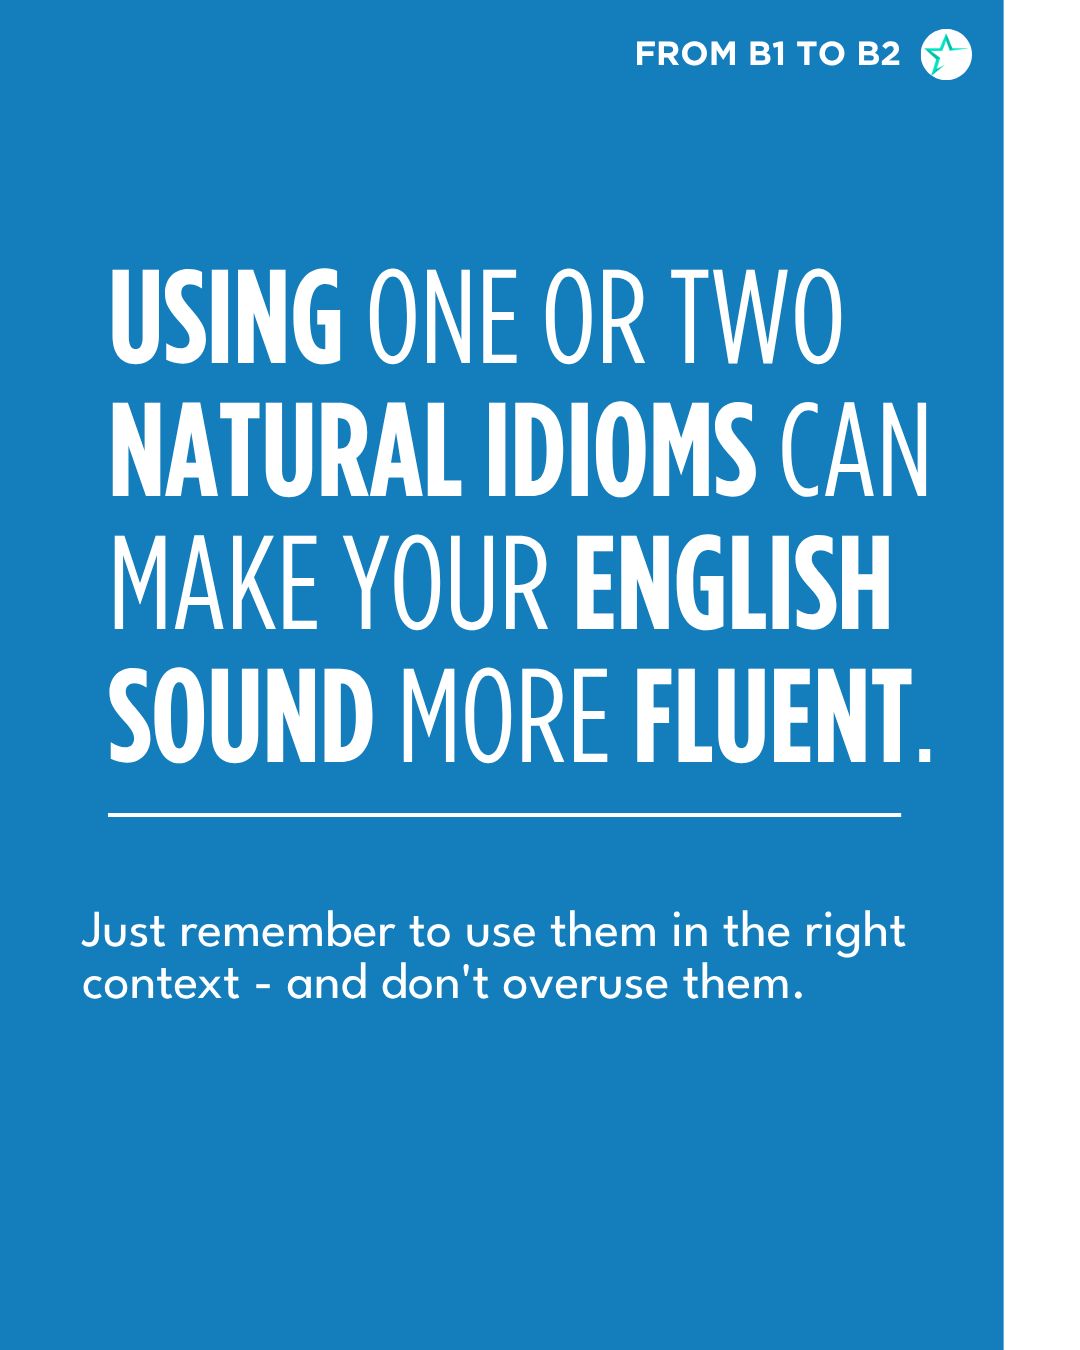 FROM B1 TO B2
USING ONE OR TWO
NATURAL IDIOMS CAN
MAKE YOUR ENGLISH
SOUND MORE FLUENT.
Just remember to use them in the right
context - and don't overuse them.